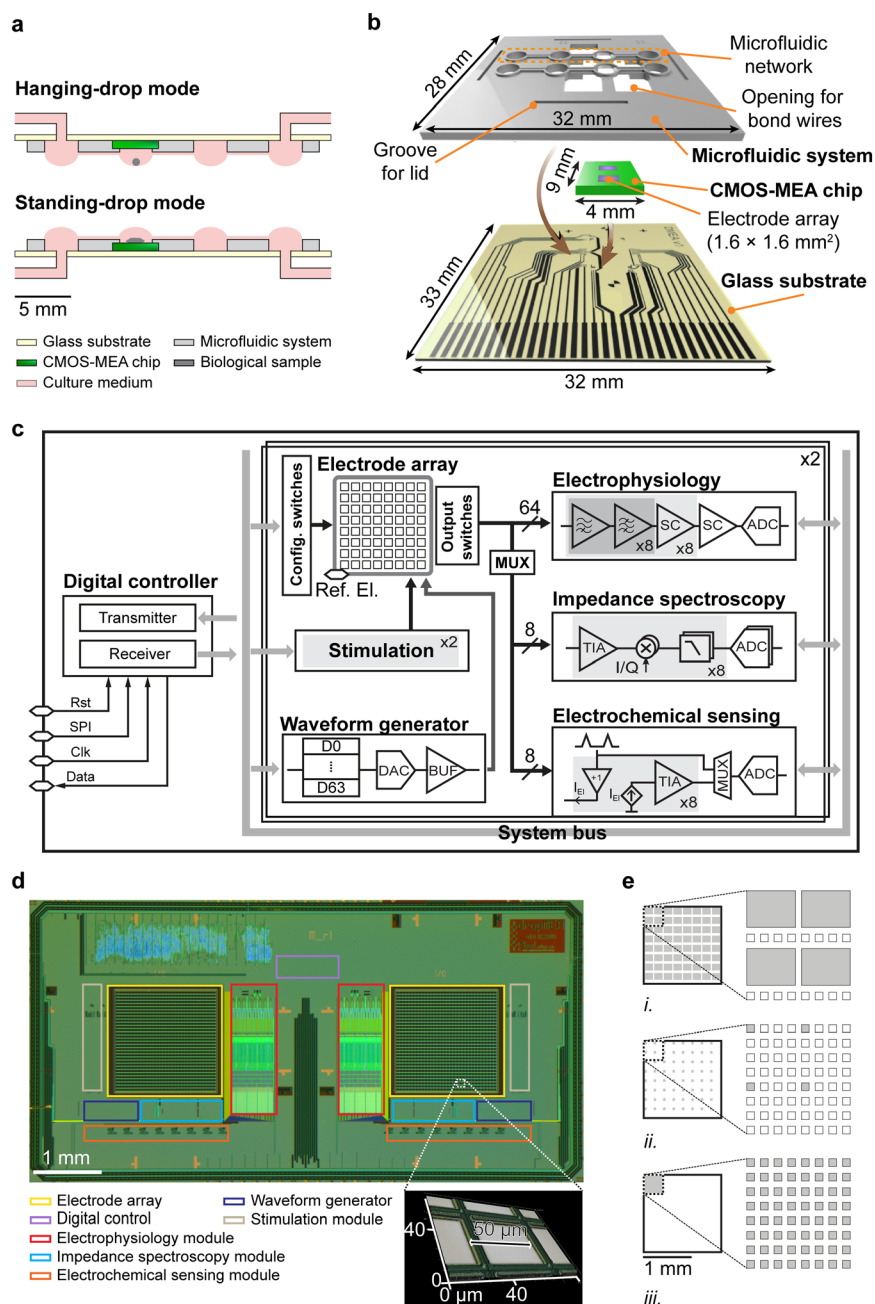 a
Hanging-drop mode
Standing-drop mode
5 mm
Glass substrate
Microfluidic system
CMOS-MEA chip
Biological sample
Culture medium
b
28 mm
32 mm
Microfluidic
network
Opening for
bond wires
Groove
for lid
Microfluidic system
9 mm
CMOS-MEA chip
4 mm
Electrode array
(1.6 × 1.6 mm²)
33 mm
Glass substrate
32 mm
c
x2
Digital controller
Transmitter
Receiver
Rst
SPI
Clk
Data
Config. switches
Electrode array
Output
switches
Ref. El.
MUX
64
8
8
Stimulation
x2
Waveform generator
D0
D63
DAC
BUF
Electrophysiology
SC
SC
ADC
x8
x8
Impedance spectroscopy
TIA
I/Q
x8
ADC
Electrochemical sensing
+1
I_El
I_El
TIA
x8
MUX
ADC
System bus
d
1 mm
Electrode array
Waveform generator
Digital control
Stimulation module
Electrophysiology module
Impedance spectroscopy module
Electrochemical sensing module
40
50 µm
0
0 µm
40
e
i.
ii.
1 mm
iii.